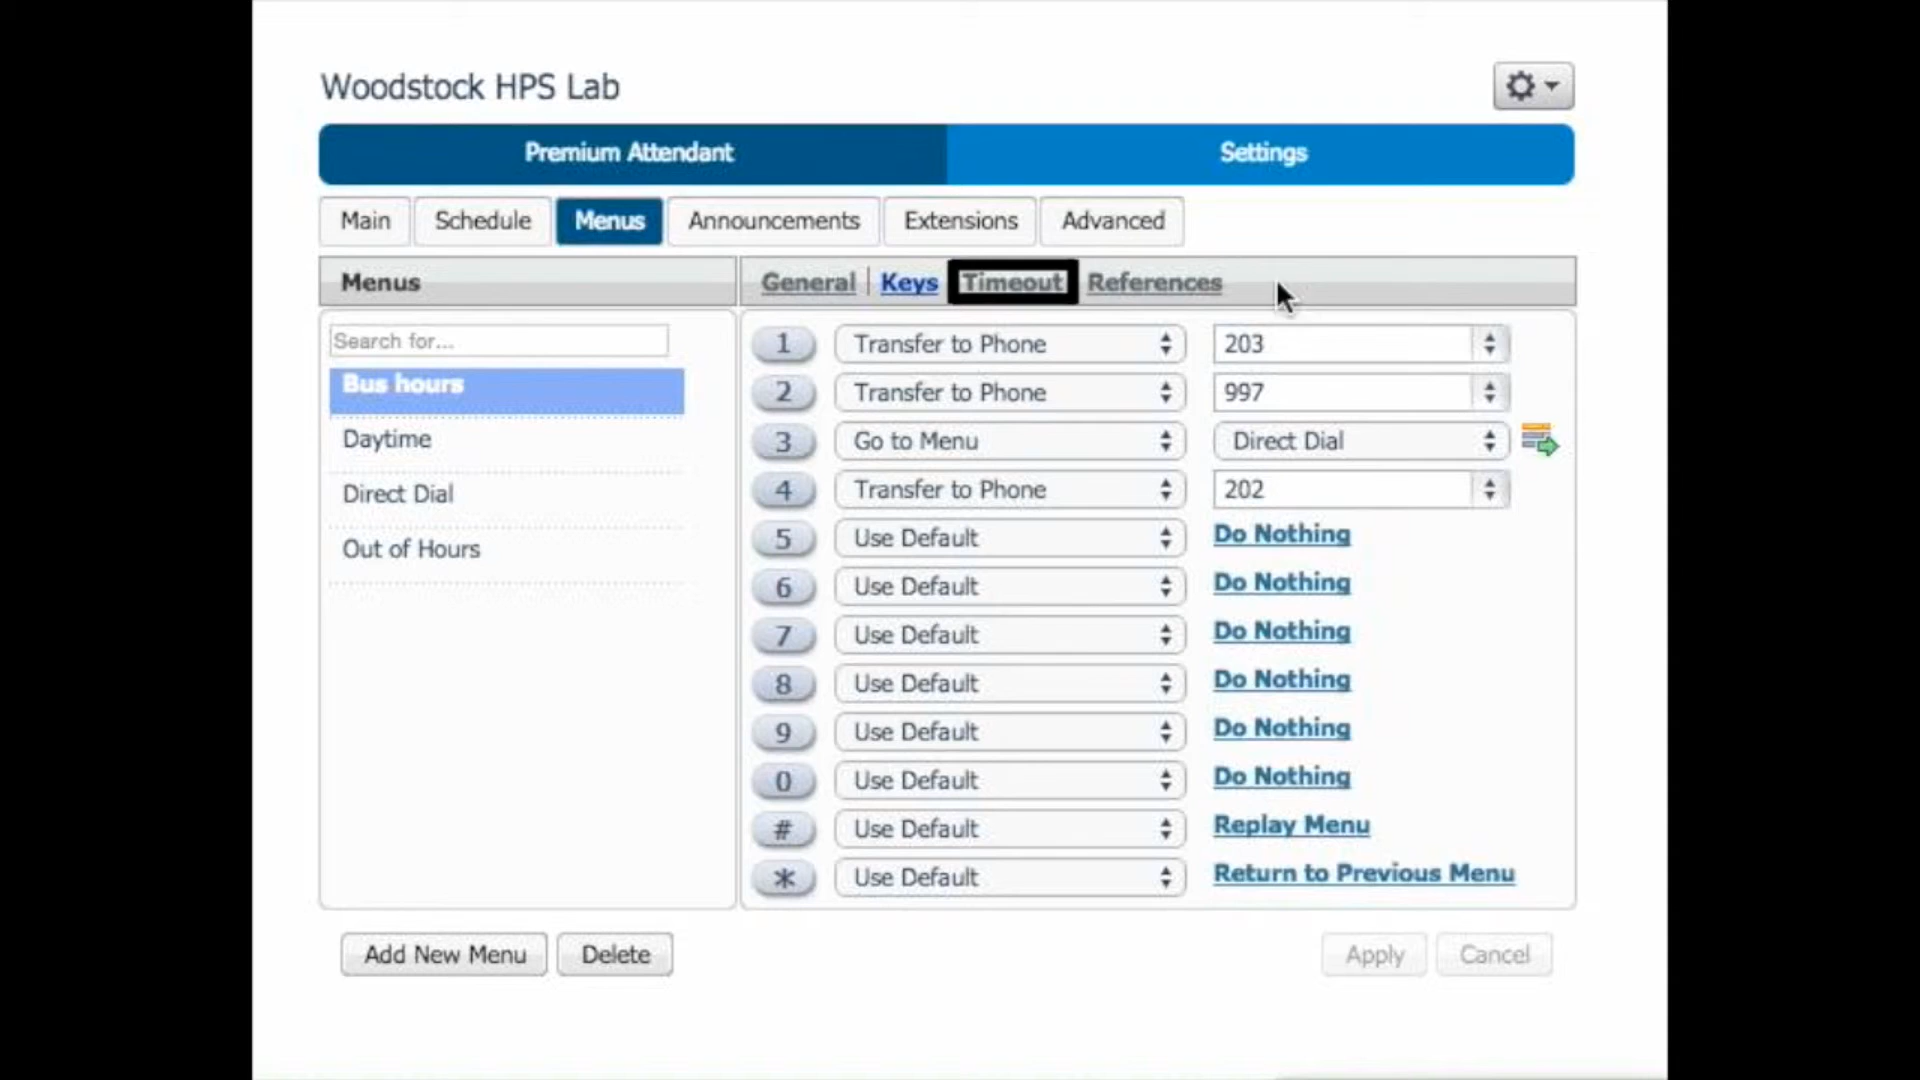 Woodstock HPS Lab
Premium Attendant Settings
Main Schedule Menus Announcements Extensions Advanced
Menus General Keys Timeout References
Search for...
Bus hours
Daytime
Direct Dial
Out of Hours
1 Transfer to Phone 203
2 Transfer to Phone 997
3 Go to Menu Direct Dial
4 Transfer to Phone 202
5 Use Default Do Nothing
6 Use Default Do Nothing
7 Use Default Do Nothing
8 Use Default Do Nothing
9 Use Default Do Nothing
0 Use Default Do Nothing
# Use Default Replay Menu
* Use Default Return to Previous Menu
Add New Menu Delete Apply Cancel